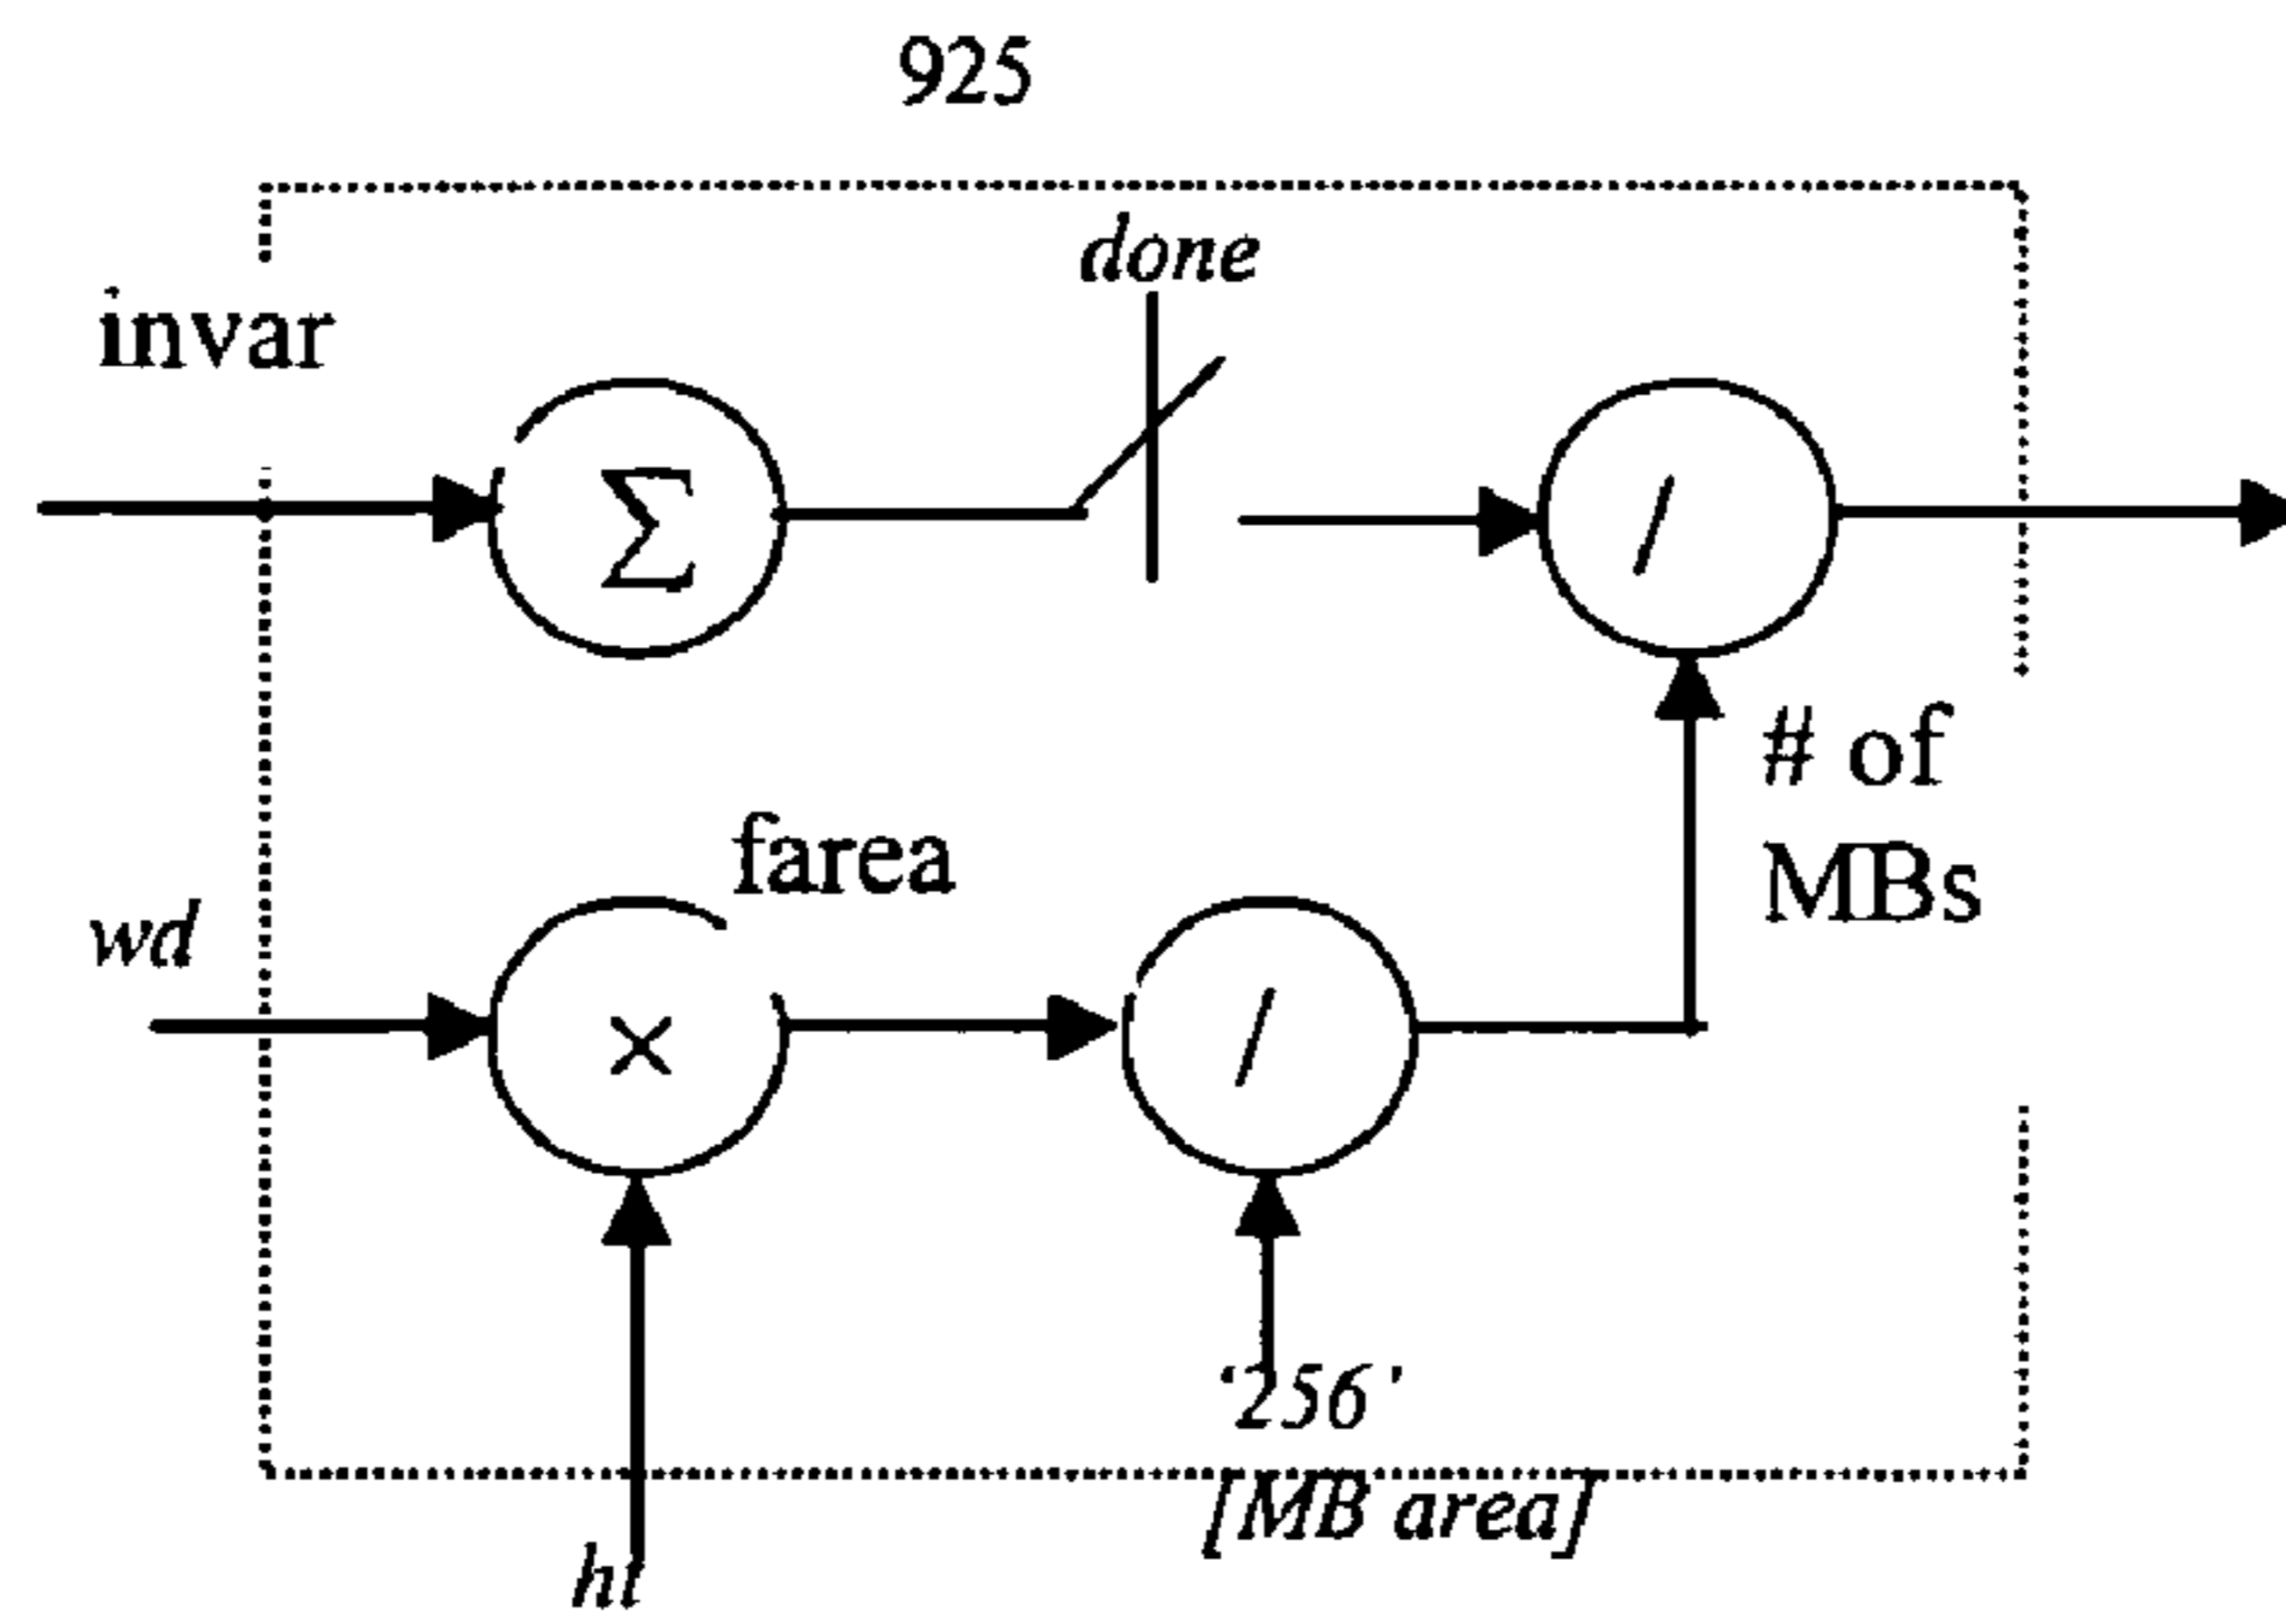 925
done
invar
Σ
/
# of
MBs
farea
wd
×
/
'256'
[MB area]
ht